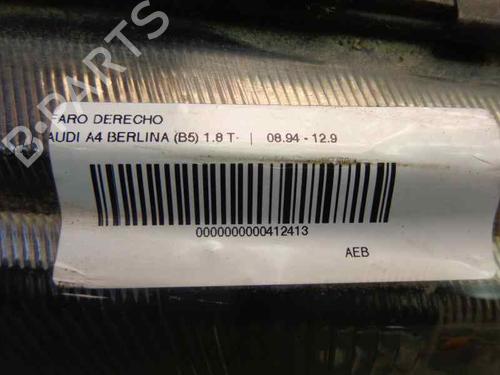 B-PARTS
FARO DERECHO
AUDI A4 BERLINA (B5) 1.8 T· | 08.94 - 12.9
0000000000412413
AEB